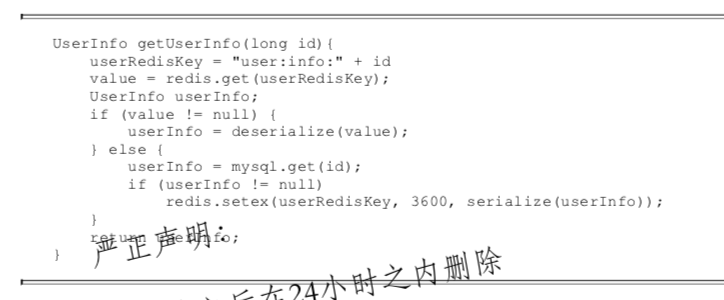 UserInfo getUserInfo(long id){
    userRedisKey = "user:info:" + id
    value = redis.get(userRedisKey);
    UserInfo userInfo;
    if (value != null) {
        userInfo = deserialize(value);
    } else {
        userInfo = mysql.get(id);
        if (userInfo != null)
            redis.setex(userRedisKey, 3600, serialize(userInfo));
    }
    return userInfo;
}
严正声明:
后在24小时之内删除